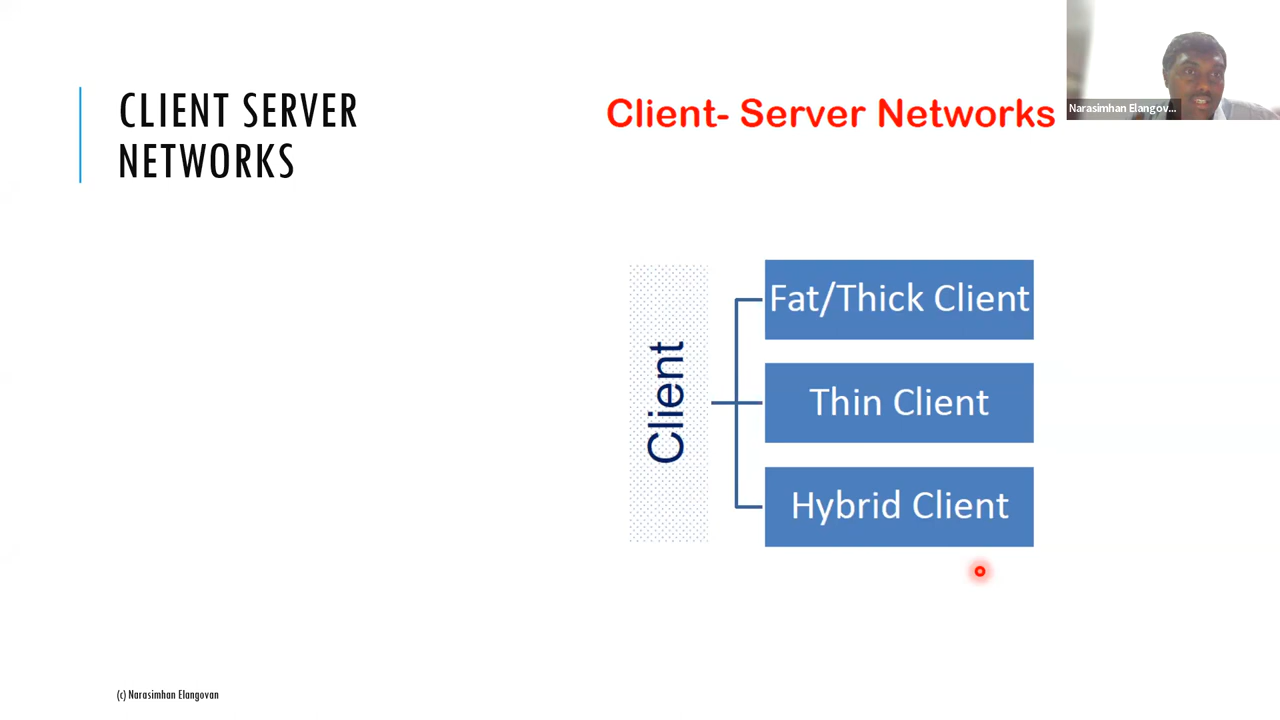 CLIENT SERVER
NETWORKS
Client- Server Networks
Narasimhan Elangov...
Client
Fat/Thick Client
Thin Client
Hybrid Client
(c) Narasimhan Elangovan